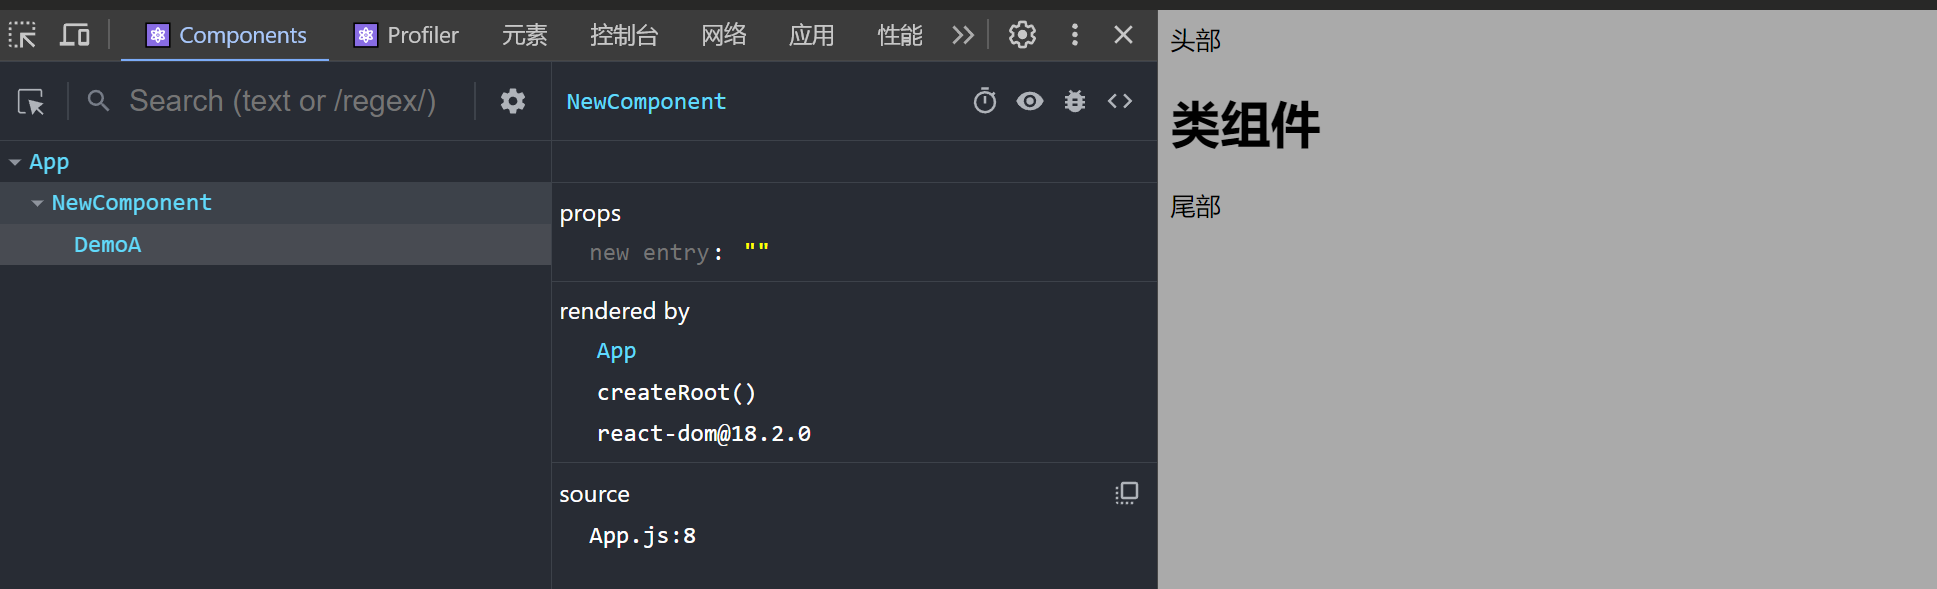 Components Profiler 元素 控制台 网络 应用 性能
Search (text or /regex/)
NewComponent
App
NewComponent
DemoA
props
new entry: ""
rendered by
App
createRoot()
react-dom@18.2.0
source
App.js:8
头部
类组件
尾部